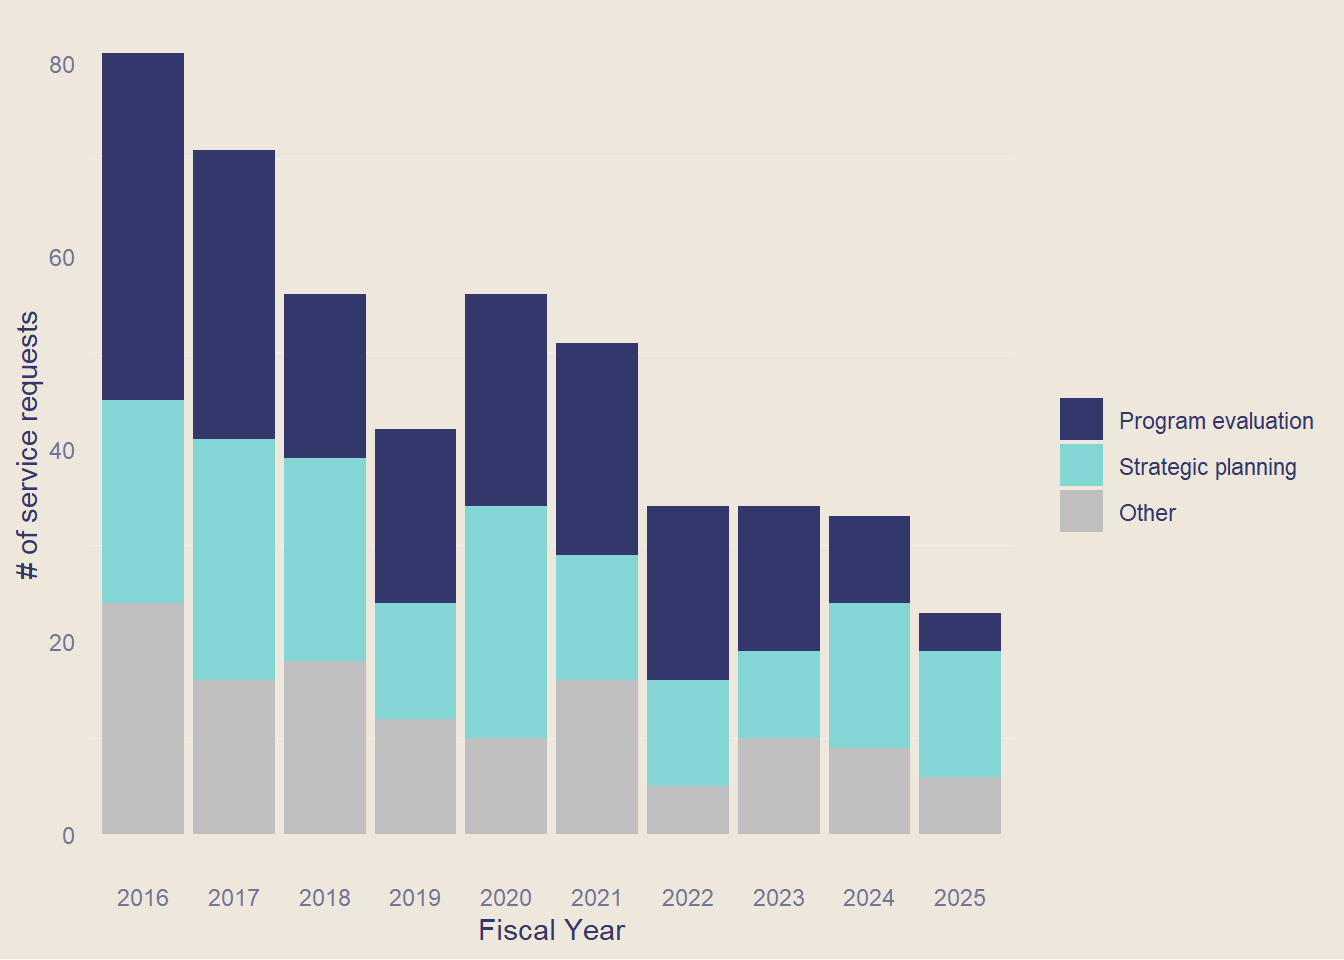 80
60
40
20
0
# of service requests
2016 2017 2018 2019 2020 2021 2022 2023 2024 2025
Fiscal Year
Program evaluation
Strategic planning
Other